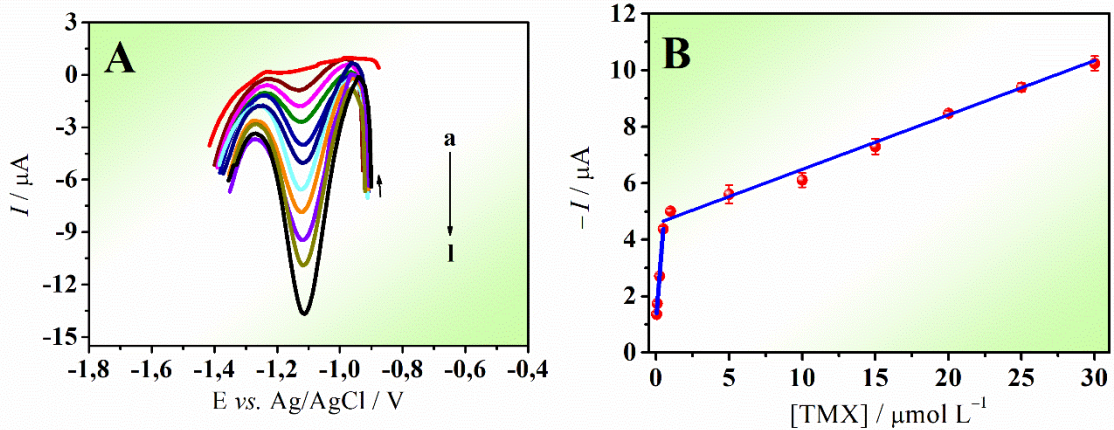 A
3
0
-3
-6
-9
-12
-15
I / μA
a
l
-1,8 -1,6 -1,4 -1,2 -1,0 -0,8 -0,6 -0,4
E vs. Ag/AgCl / V
B
12
10
8
6
4
2
0
− I / μA
0 5 10 15 20 25 30
[TMX] / μmol L⁻¹